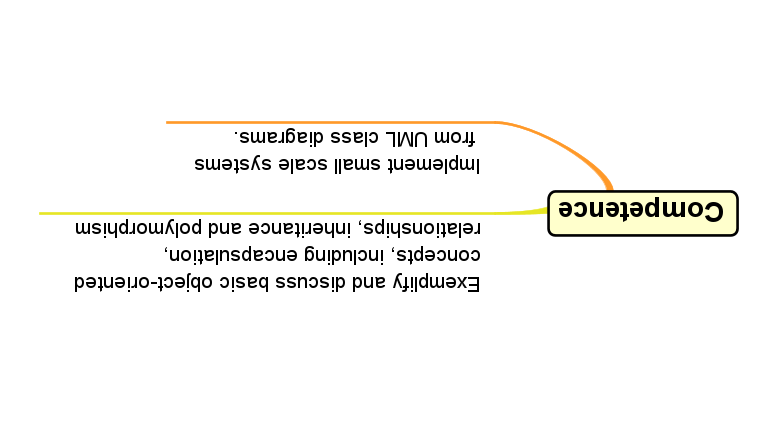 Competence
Exemplify and discuss basic object-oriented
concepts, including encapsulation,
relationships, inheritance and polymorphism
Implement small scale systems
from UML class diagrams.